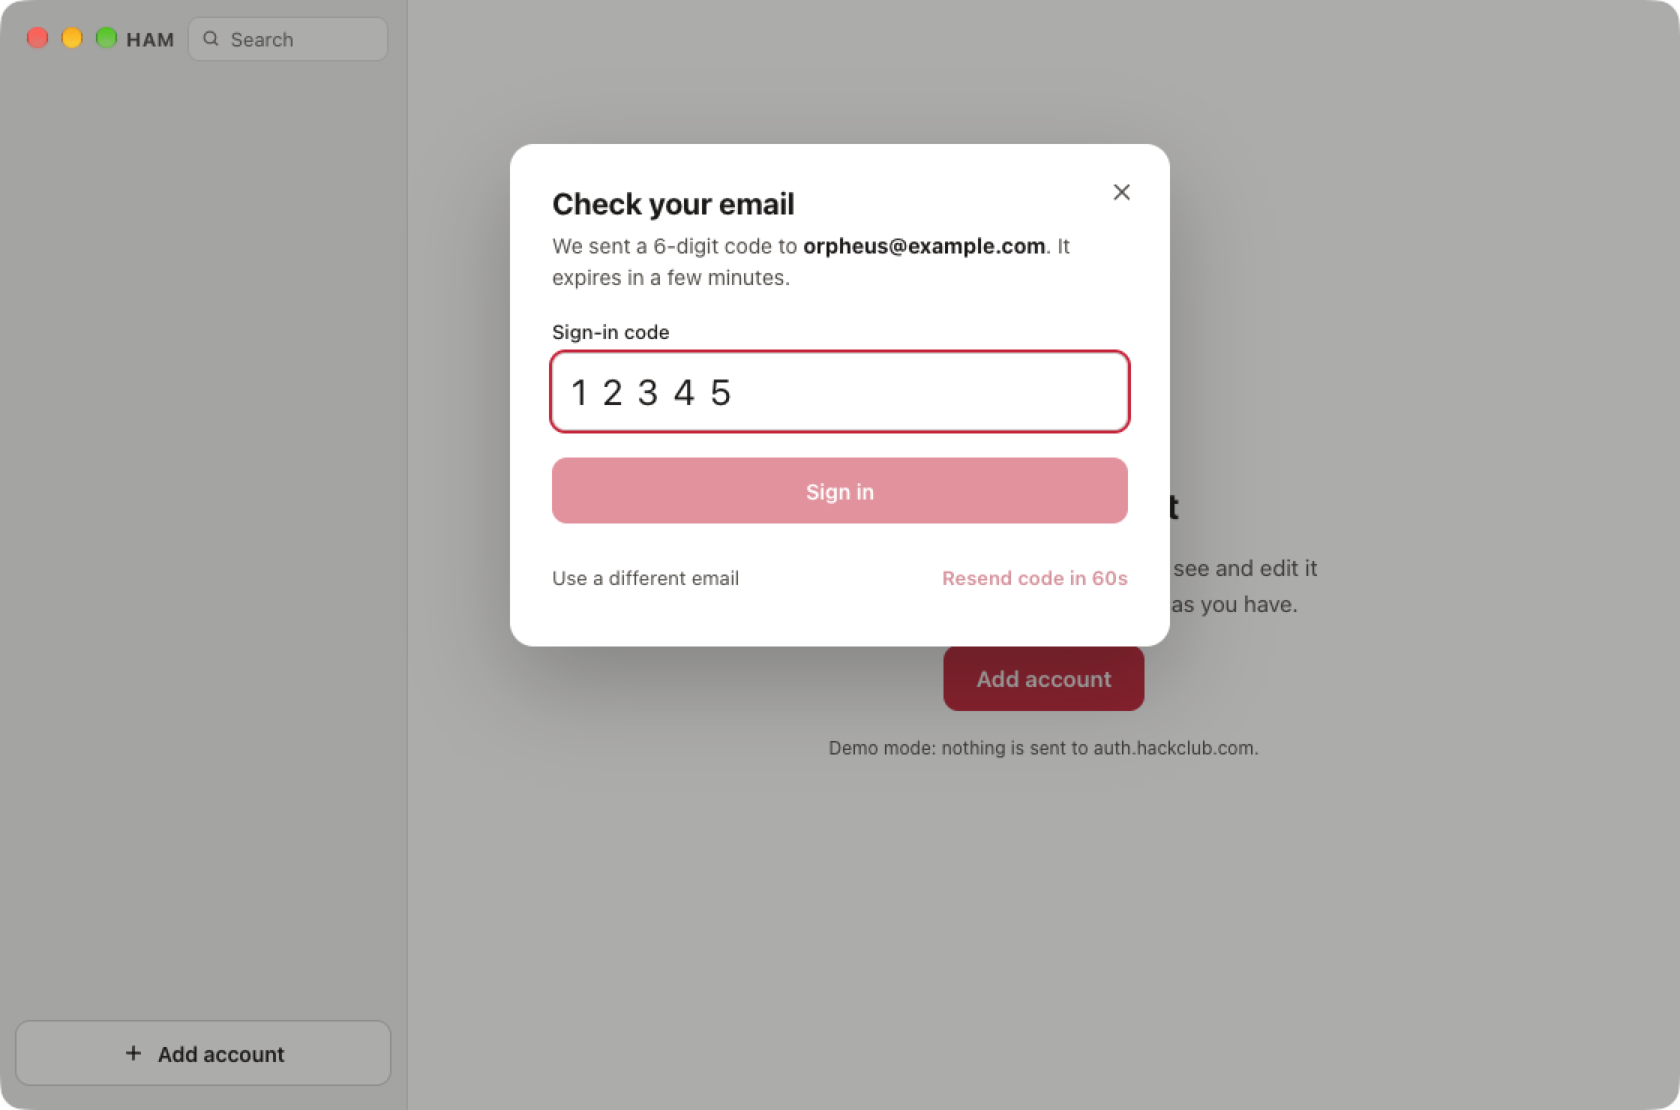 HAM
Search
Check your email
We sent a 6-digit code to orpheus@example.com. It
expires in a few minutes.
Sign-in code
1 2 3 4 5
Sign in
Use a different email
Resend code in 60s
see and edit it
as you have.
Add account
Demo mode: nothing is sent to auth.hackclub.com.
+ Add account